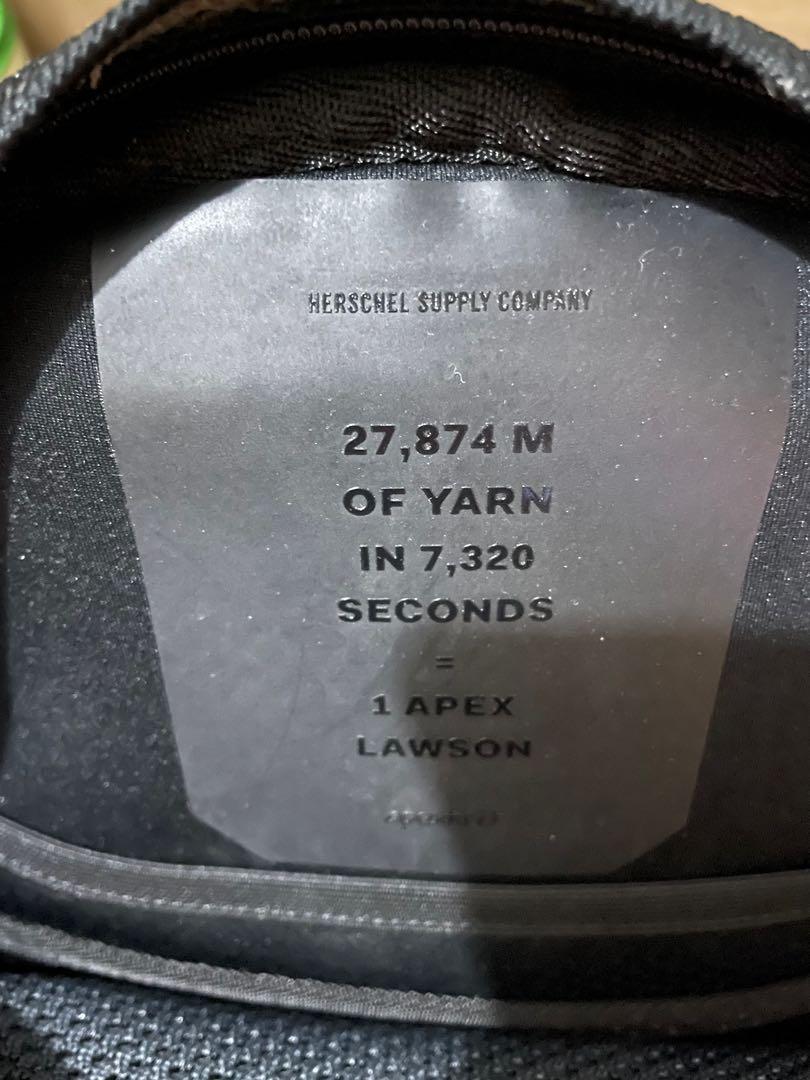 HERSCHEL SUPPLY COMPANY
27,874 M
OF YARN
IN 7,320
SECONDS
=
1 APEX
LAWSON